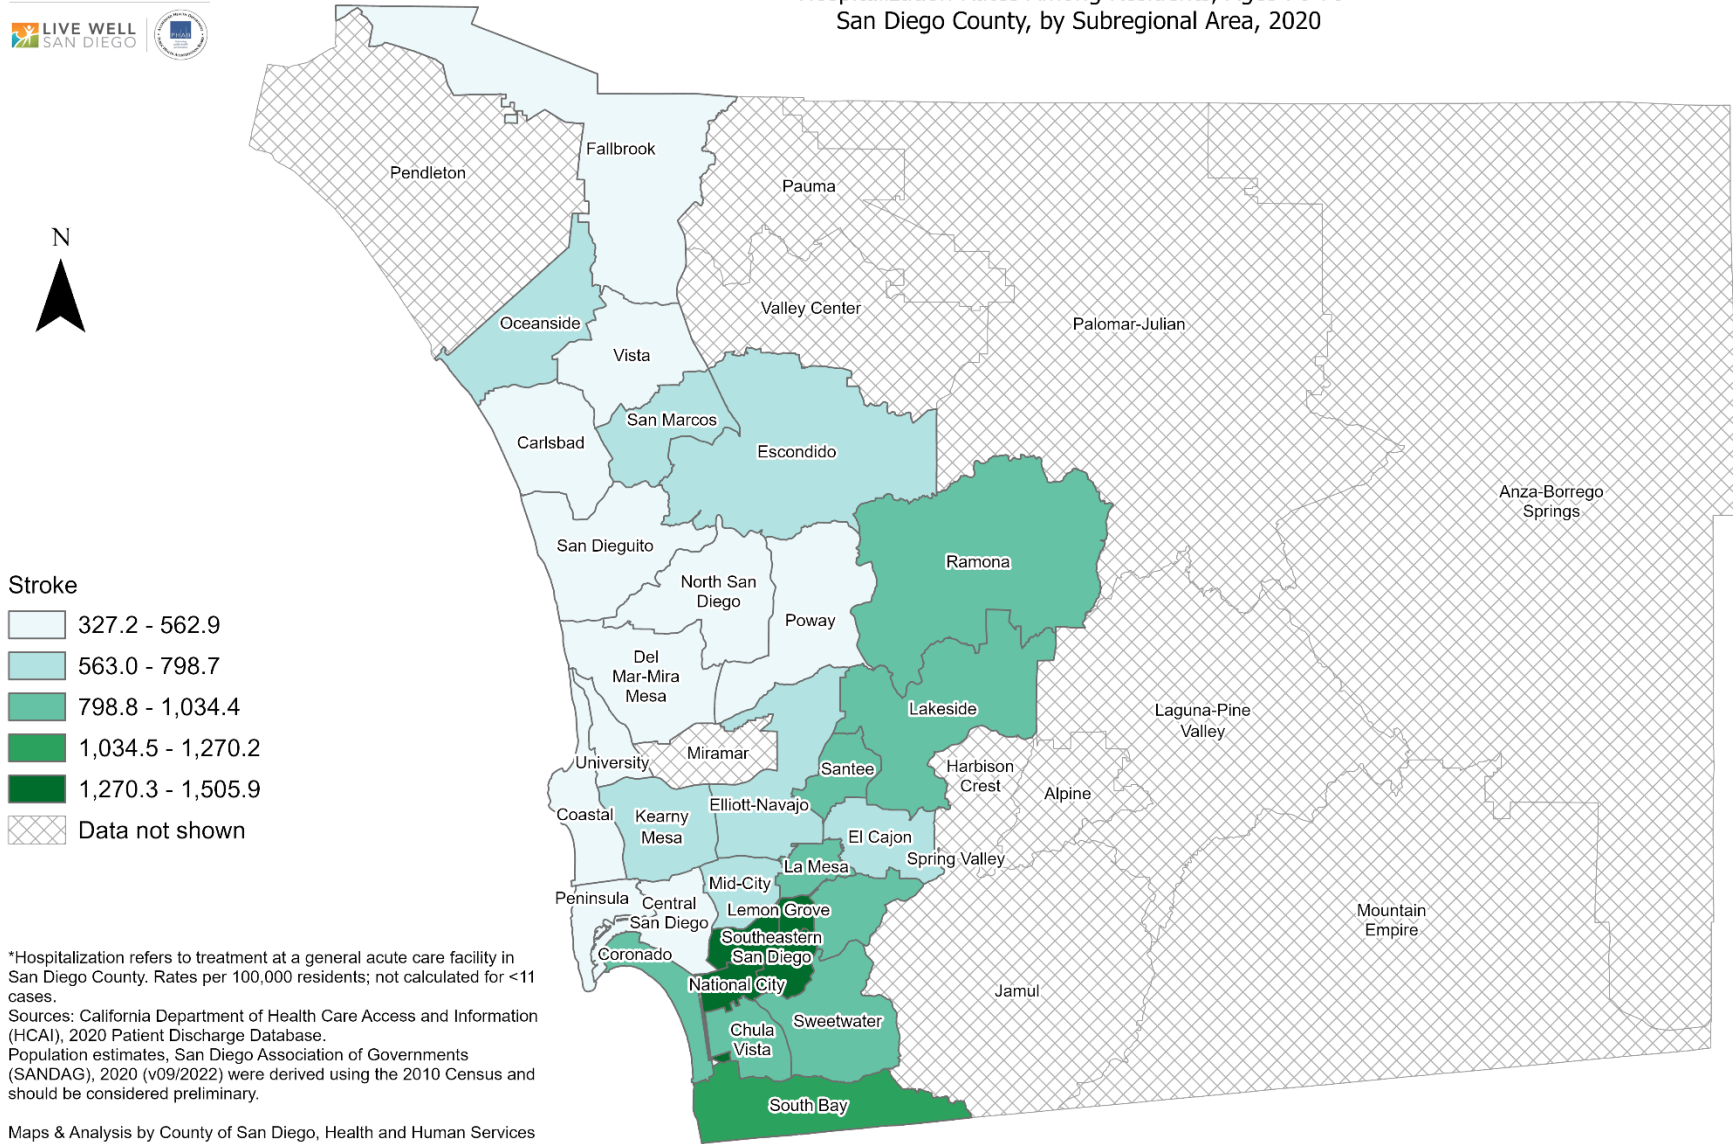 LIVE WELL
SAN DIEGO
San Diego County, by Subregional Area, 2020
Fallbrook
Pendleton
Pauma
N
Valley Center
Oceanside
Palomar-Julian
Vista
San Marcos
Carlsbad
Escondido
Anza-Borrego
Springs
San Dieguito
Ramona
North San
Diego
Poway
Del
Mar-Mira
Mesa
Lakeside
Laguna-Pine
Valley
Miramar
University
Santee
Harbison
Crest
Alpine
Elliott-Navajo
Coastal
Kearny
Mesa
El Cajon
Spring Valley
La Mesa
Mid-City
Peninsula
Central
San Diego
Lemon Grove
Mountain
Empire
Southeastern
San Diego
Coronado
National City
Jamul
Sweetwater
Chula
Vista
South Bay
Stroke
327.2 - 562.9
563.0 - 798.7
798.8 - 1,034.4
1,034.5 - 1,270.2
1,270.3 - 1,505.9
Data not shown
*Hospitalization refers to treatment at a general acute care facility in
San Diego County. Rates per 100,000 residents; not calculated for <11
cases.
Sources: California Department of Health Care Access and Information
(HCAI), 2020 Patient Discharge Database.
Population estimates, San Diego Association of Governments
(SANDAG), 2020 (v09/2022) were derived using the 2010 Census and
should be considered preliminary.
Maps & Analysis by County of San Diego, Health and Human Services